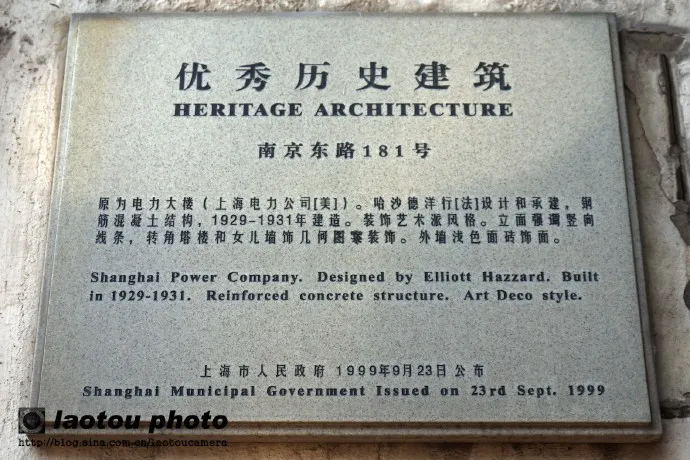 优秀历史建筑
HERITAGE ARCHITECTURE
南京东路181号
原为电力大楼（上海电力公司[美]）。哈沙德洋行[法]设计和承建，钢
筋混凝土结构，1929-1931年建造。装饰艺术派风格。立面强调竖向
线条，转角塔楼和女儿墙饰几何图案装饰。外墙浅色面砖饰面。
Shanghai Power Company. Designed by Elliott Hazzard. Built
in 1929-1931. Reinforced concrete structure. Art Deco style.
上海市人民政府 1999年9月23日公布
Shanghai Municipal Government Issued on 23rd Sept. 1999
laotou photo
http://blog.sina.com.cn/laotoucamera